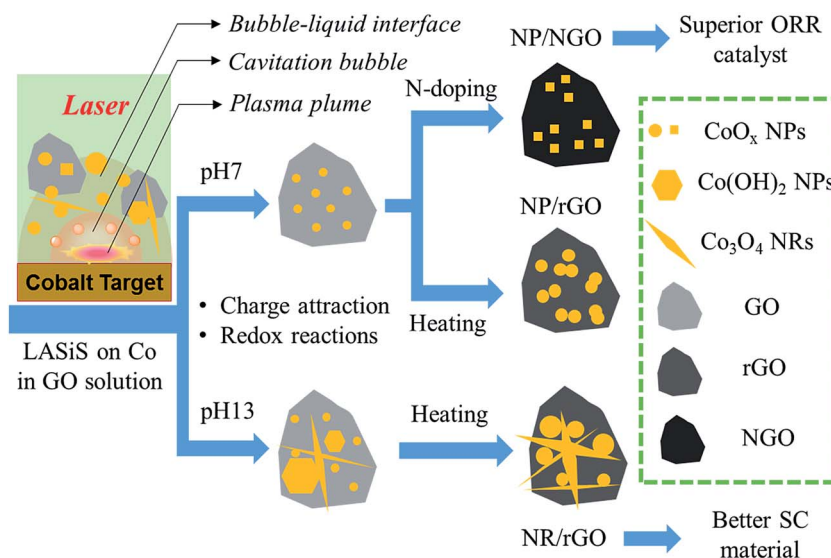 Bubble-liquid interface
Cavitation bubble
Plasma plume
Laser
Cobalt Target
LASiS on Co
in GO solution
pH7
pH13
• Charge attraction
• Redox reactions
N-doping
Heating
Heating
NP/NGO
NP/rGO
NR/rGO
Superior ORR
catalyst
CoOx NPs
Co(OH)2 NPs
Co3O4 NRs
GO
rGO
NGO
Better SC
material